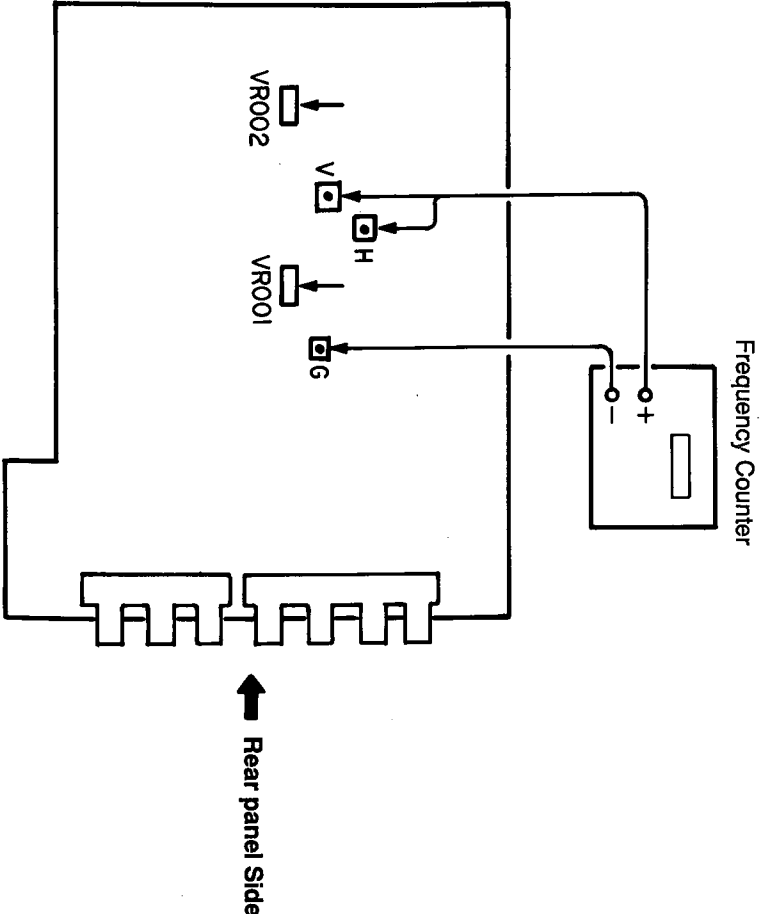 Frequency Counter
+
−
VR002
V
H
VR001
G
Rear panel Side